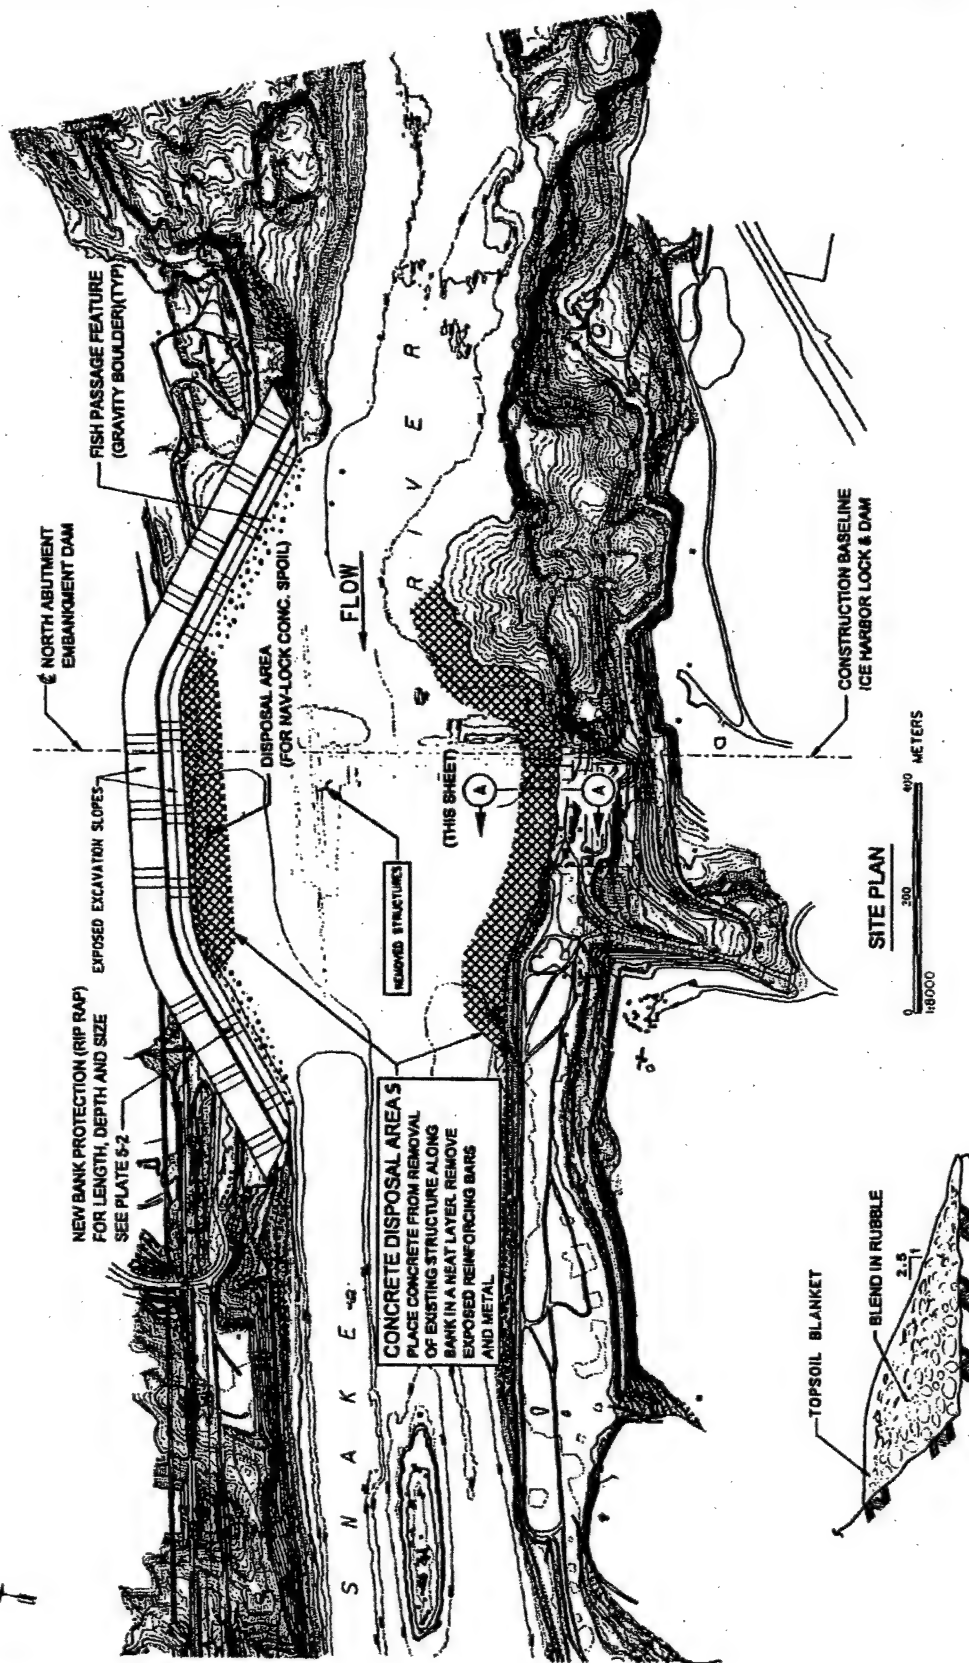 ℄ NORTH ABUTMENT
EMBANKMENT DAM
FISH PASSAGE FEATURE
(GRAVITY BOULDER)(TYP)
NEW BANK PROTECTION (RIP RAP)
FOR LENGTH, DEPTH AND SIZE
SEE PLATE 5-2
EXPOSED EXCAVATION SLOPES
DISPOSAL AREA
(FOR NAV-LOCK CONC. SPOIL)
FLOW
REMOVED STRUCTURES
SNAKE RIVER
(THIS SHEET)
A
A
CONCRETE DISPOSAL AREAS
PLACE CONCRETE FROM REMOVAL
OF EXISTING STRUCTURE ALONG
BANK IN A NEAT LAYER. REMOVE
EXPOSED REINFORCING BARS
AND METAL
CONSTRUCTION BASELINE
ICE HARBOR LOCK & DAM
SITE PLAN
0 200 400 METERS
1:8000
TOPSOIL BLANKET
BLEND IN RUBBLE
2.5
1